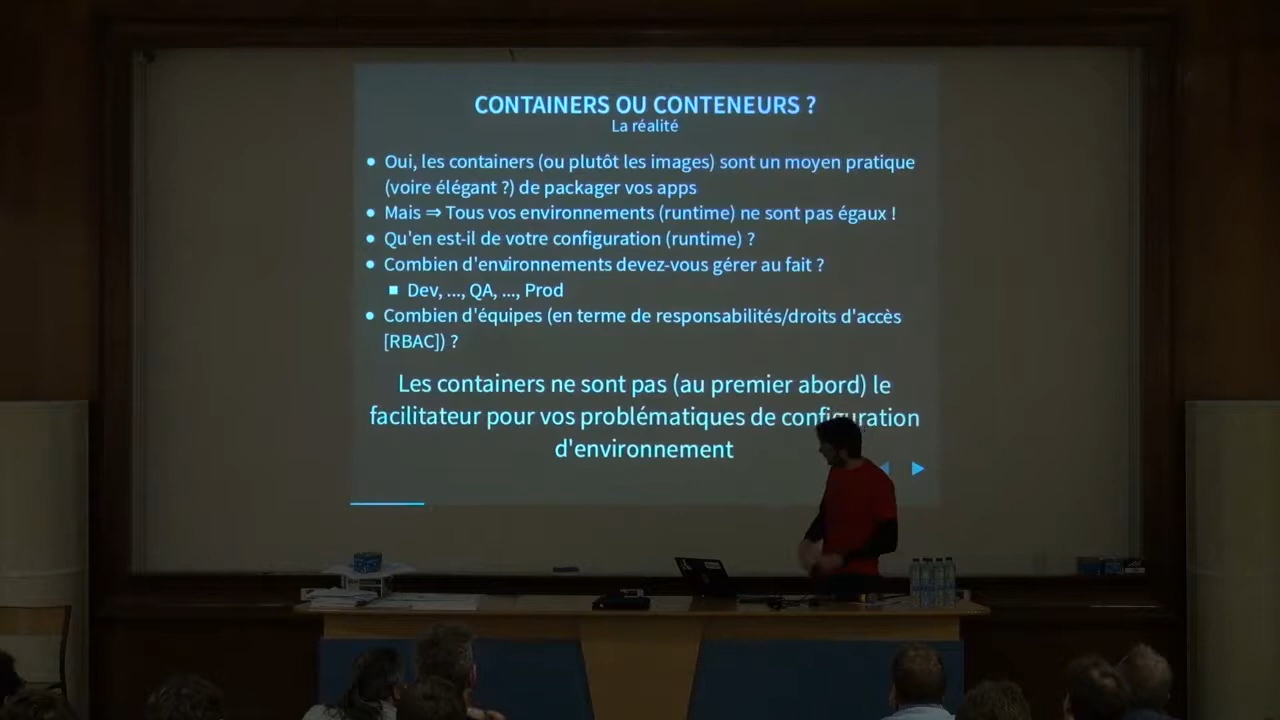 CONTAINERS OU CONTENEURS ?
La réalité
Oui, les containers (ou plutôt les images) sont un moyen pratique
(voire élégant ?) de packager vos apps
Mais ⇒ Tous vos environnements (runtime) ne sont pas égaux !
Qu'en est-il de votre configuration (runtime) ?
Combien d'environnements devez-vous gérer au fait ?
Dev, ..., QA, ..., Prod
Combien d'équipes (en terme de responsabilités/droits d'accès
[RBAC]) ?
Les containers ne sont pas (au premier abord) le
facilitateur pour vos problématiques de configuration
d'environnement